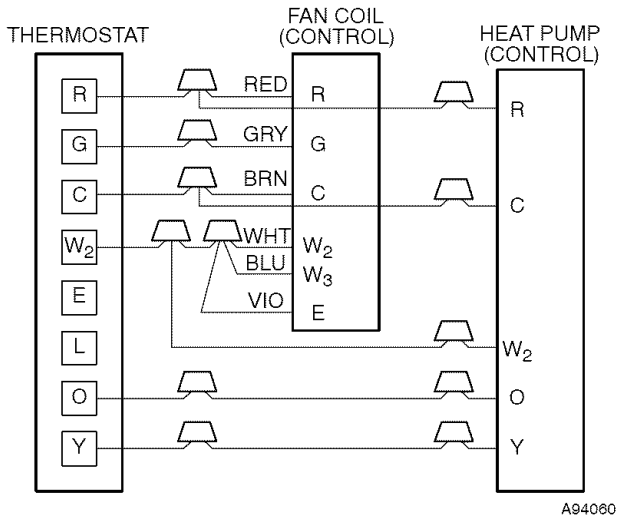 THERMOSTAT
FAN COIL
(CONTROL)
HEAT PUMP
(CONTROL)
R
RED
R
R
G
GRY
G
C
BRN
C
C
W2
WHT
W2
BLU
W3
E
VIO
E
L
W2
O
O
Y
Y
A94060